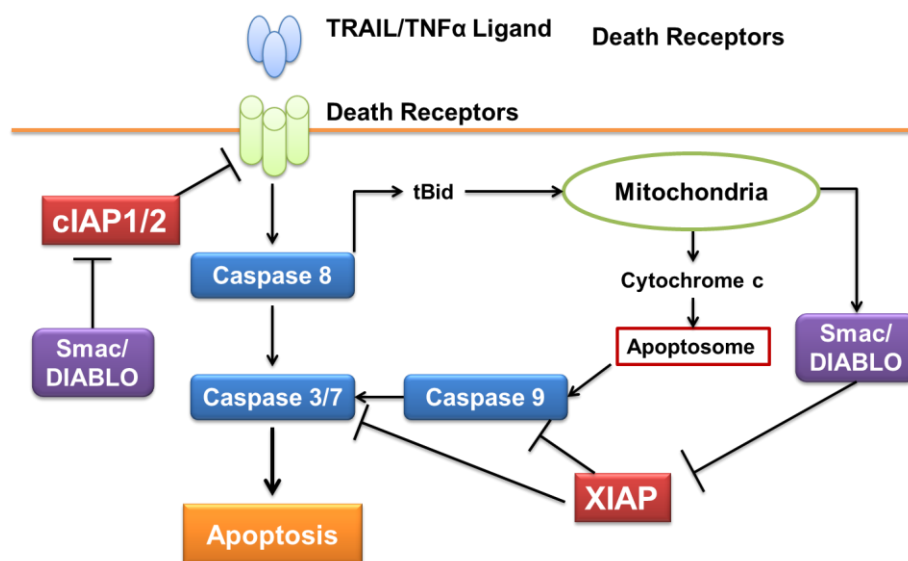 TRAIL/TNFα Ligand
Death Receptors
Death Receptors
tBid
Mitochondria
cIAP1/2
Caspase 8
Cytochrome c
Smac/
DIABLO
Apoptosome
Smac/
DIABLO
Caspase 3/7
Caspase 9
XIAP
Apoptosis